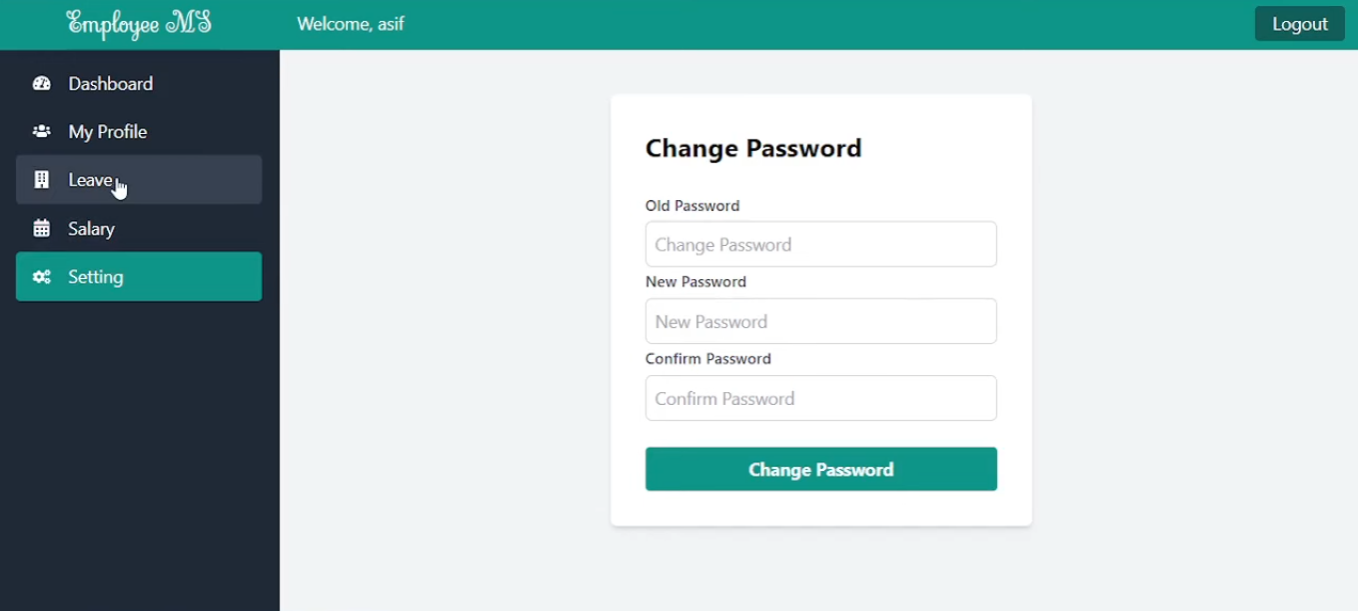 Employee MS
Welcome, asif
Logout
Dashboard
My Profile
Leave
Salary
Setting
Change Password
Old Password
Change Password
New Password
New Password
Confirm Password
Confirm Password
Change Password